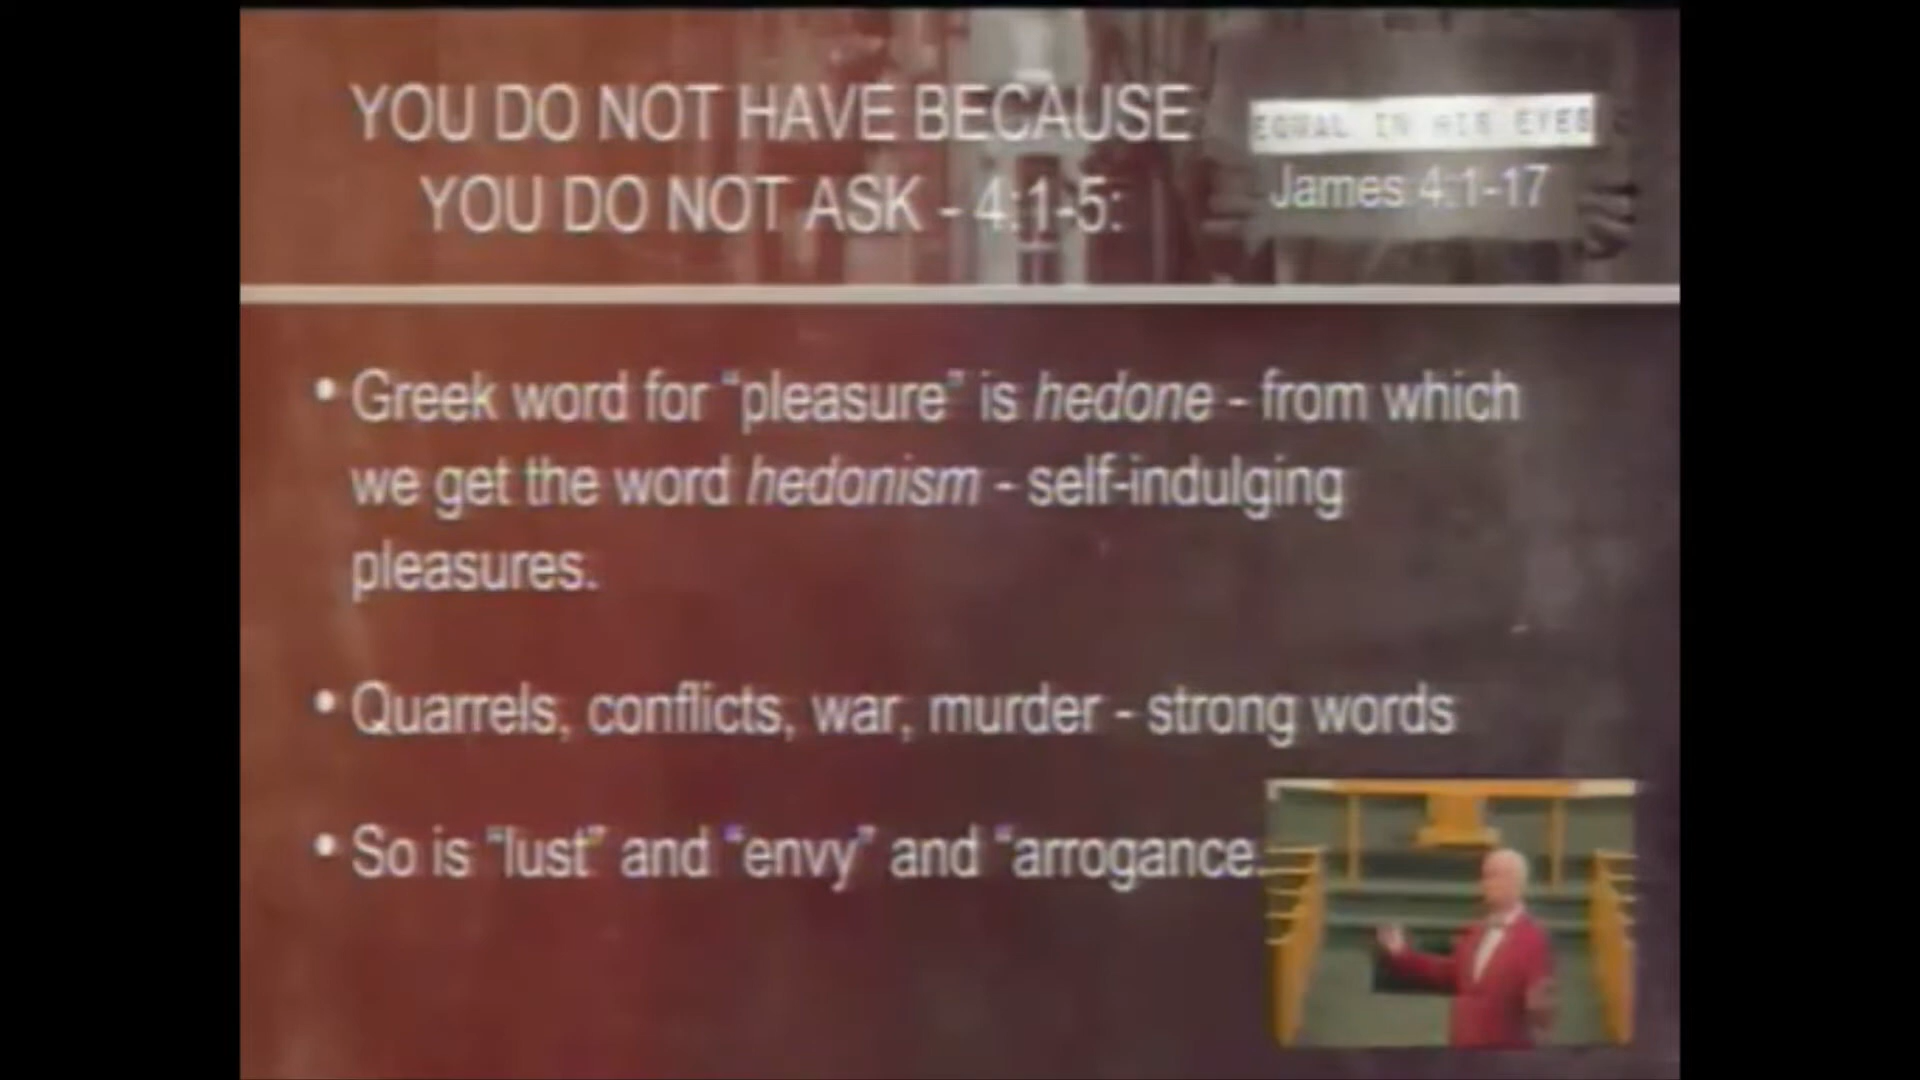 YOU DO NOT HAVE BECAUSE
YOU DO NOT ASK - 4:1-5:
EQUAL IN HIS EYES
James 4:1-17
• Greek word for “pleasure” is hedone - from which
we get the word hedonism - self-indulging
pleasures.
• Quarrels, conflicts, war, murder - strong words
• So is “lust” and “envy” and “arrogance.